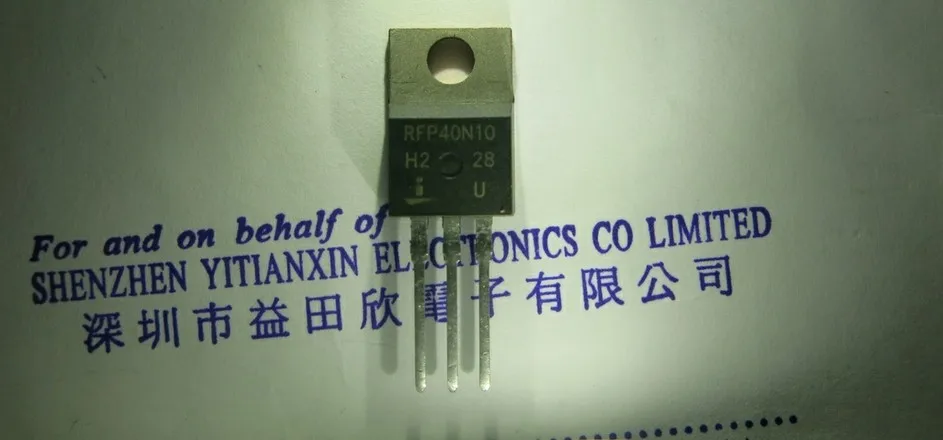 RFP40N10
H2 28
i U
For and on behalf of
SHENZHEN YITIANXIN ELECTRONICS CO LIMITED
深圳市益田欣電子有限公司